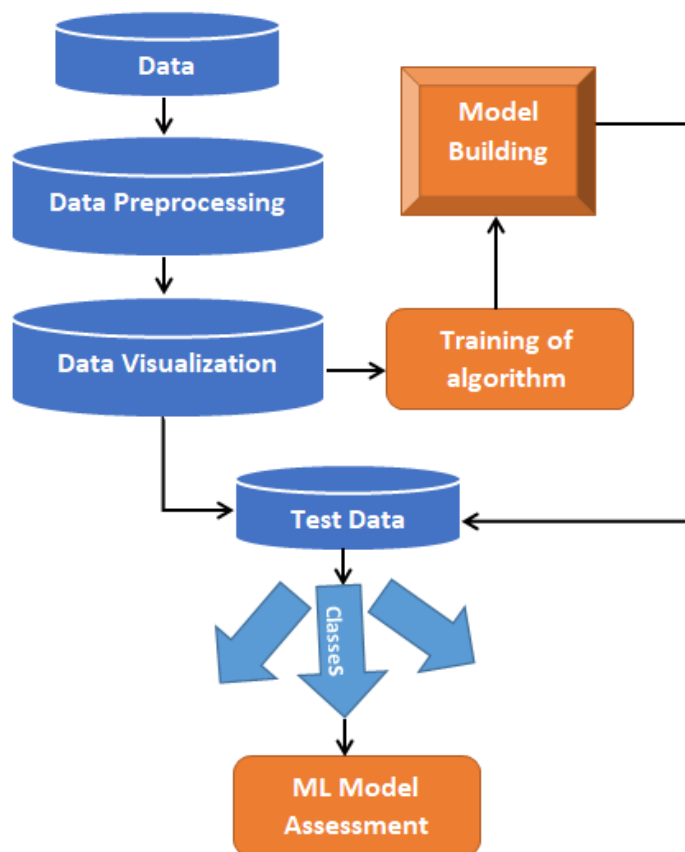 Data
Data Preprocessing
Data Visualization
Model
Building
Training of
algorithm
Test Data
ClasseS
ML Model
Assessment